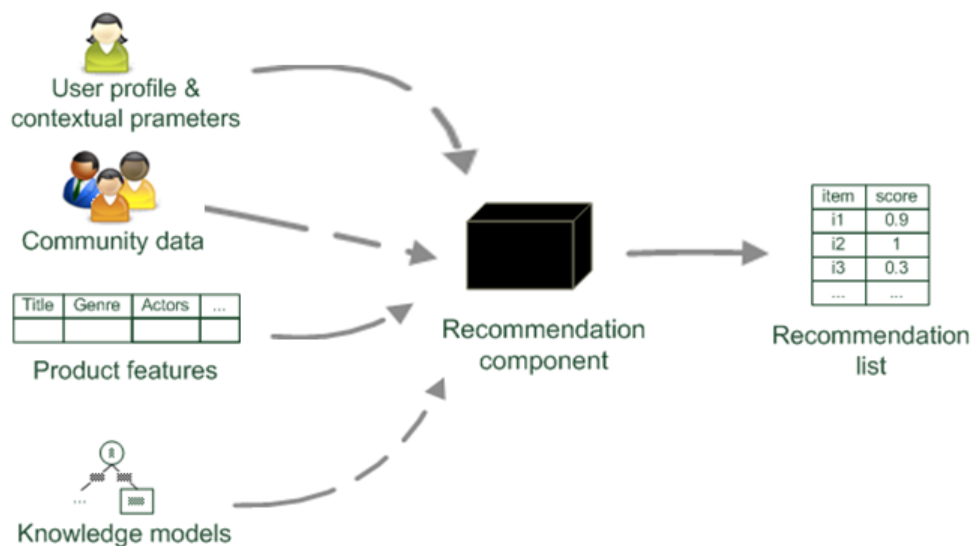 User profile &
contextual prameters
Community data
Title Genre Actors ...
Product features
...
Knowledge models
Recommendation
component
item score
i1 0.9
i2 1
i3 0.3
... ...
Recommendation
list